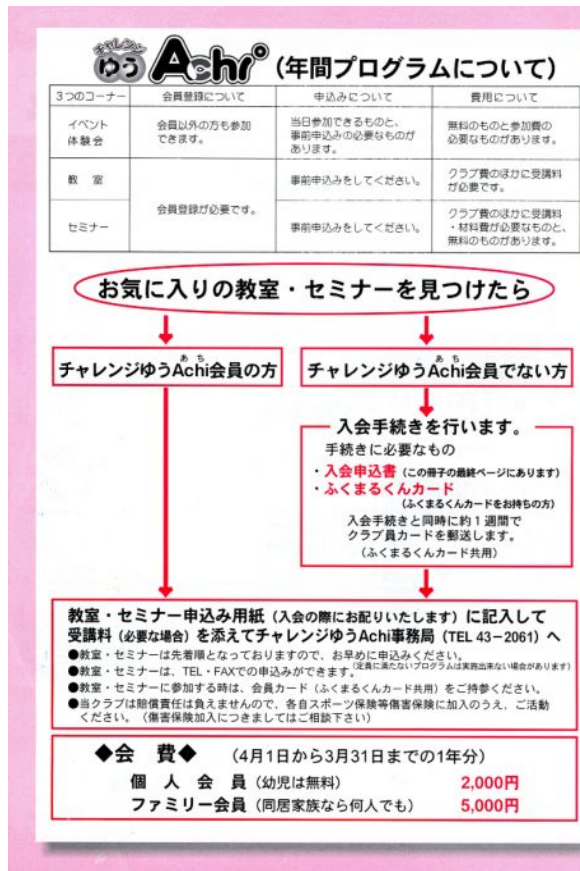 チャレンジ
ゆう Achi（年間プログラムについて）
3つのコーナー 会員登録について 申込みについて 費用について
イベント
体験会
会員以外の方も参加
できます。
当日参加できるものと、
事前申込みの必要なものが
あります。
無料のものと参加費の
必要なものがあります。
教 室
会員登録が必要です。
事前申込みをしてください。
クラブ費のほかに受講料
が必要です。
セミナー
事前申込みをしてください。
クラブ費のほかに受講料
・材料費が必要なものと、
無料のものがあります。
お気に入りの教室・セミナーを見つけたら
あ ち
チャレンジゆうAchi会員の方
あ ち
チャレンジゆうAchi会員でない方
入会手続きを行います。
手続きに必要なもの
・入会申込書（この冊子の最終ページにあります）
・ふくまるくんカード
（ふくまるくんカードをお持ちの方）
入会手続きと同時に約1週間で
クラブ員カードを郵送します。
（ふくまるくんカード共用）
教室・セミナー申込み用紙（入会の際にお配りいたします）に記入して
受講料（必要な場合）を添えてチャレンジゆうAchi事務局（TEL 43－2061）へ
●教室・セミナーは先着順となっておりますので、お早めに申込みください。
●教室・セミナーは、TEL・FAXでの申込みができます。（定員に満たないプログラムは実施出来ない場合があります）
●教室・セミナーに参加する時は、会員カード（ふくまるくんカード共用）をご持参ください。
●当クラブは賠償責任は負えませんので、各自スポーツ保険等傷害保険に加入のうえ、ご活動
ください。（傷害保険加入につきましてはご相談下さい）
◆会 費◆ （4月1日から3月31日までの1年分）
個 人 会 員（幼児は無料） 2,000円
ファミリー会員（同居家族なら何人でも） 5,000円